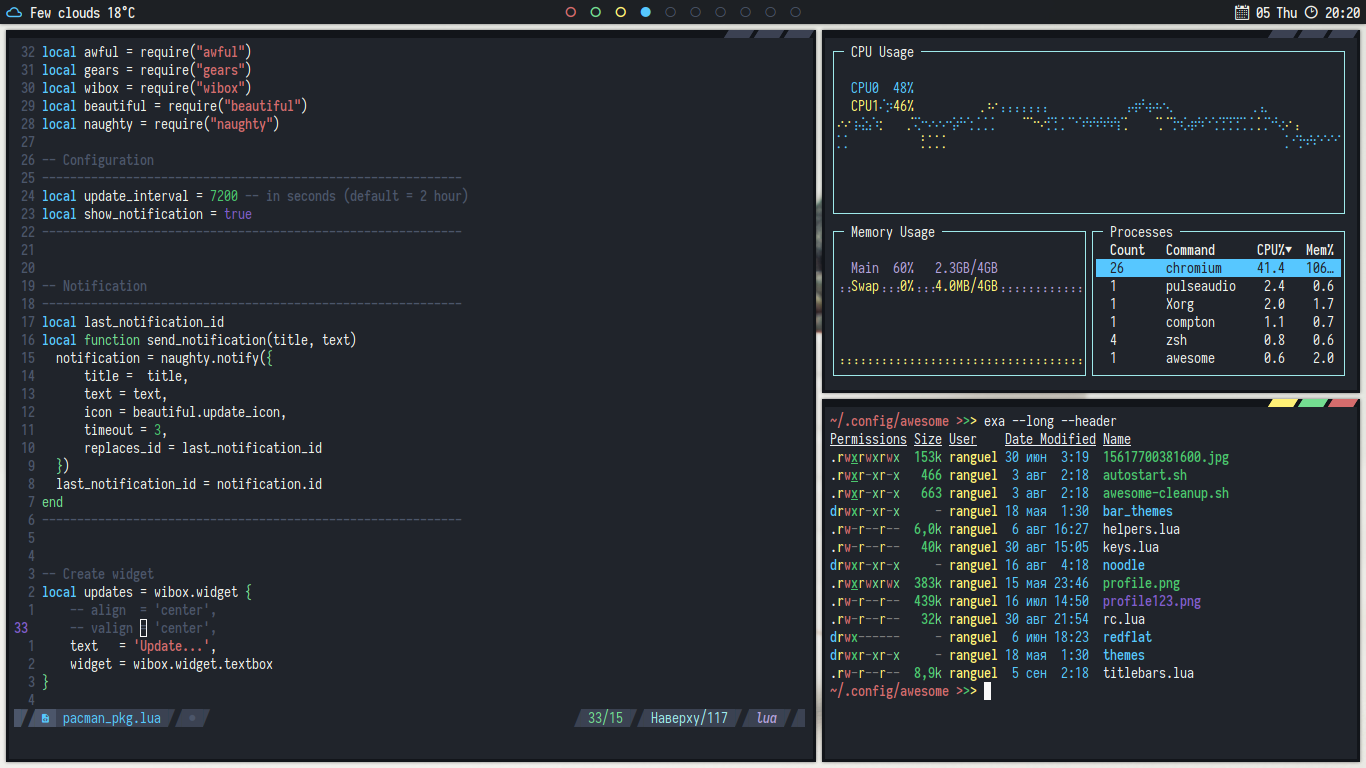 Few clouds 18°C
05 Thu 20:20
32 local awful = require("awful")
31 local gears = require("gears")
30 local wibox = require("wibox")
29 local beautiful = require("beautiful")
28 local naughty = require("naughty")
27
26 -- Configuration
25 ------------------------------------------------------------
24 local update_interval = 7200 -- in seconds (default = 2 hour)
23 local show_notification = true
22 ------------------------------------------------------------
21
20
19 -- Notification
18 ------------------------------------------------------------
17 local last_notification_id
16 local function send_notification(title, text)
15   notification = naughty.notify({
14       title =  title,
13       text = text,
12       icon = beautiful.update_icon,
11       timeout = 3,
10       replaces_id = last_notification_id
9   })
8   last_notification_id = notification.id
7 end
6 ------------------------------------------------------------
5
4
3 -- Create widget
2 local updates = wibox.widget {
1     -- align  = 'center',
33     -- valign = 'center',
1     text   = 'Update...',
2     widget = wibox.widget.textbox
3 }
4
pacman_pkg.lua 33/15 Наверху/117 lua
CPU Usage
CPU0 48%
CPU1 46%
Memory Usage
Main 60% 2.3GB/4GB
Swap 0% 4.0MB/4GB
Processes
Count Command CPU%▼ Mem%
26 chromium 41.4 106…
1 pulseaudio 2.4 0.6
1 Xorg 2.0 1.7
1 compton 1.1 0.7
4 zsh 0.8 0.6
1 awesome 0.6 2.0
~/.config/awesome >>> exa --long --header
Permissions Size User Date Modified Name
.rwxrwxrwx 153k ranguel 30 июн 3:19 15617700381600.jpg
.rwxr-xr-x 466 ranguel 3 авг 2:18 autostart.sh
.rwxr-xr-x 663 ranguel 3 авг 2:18 awesome-cleanup.sh
drwxr-xr-x - ranguel 18 мая 1:30 bar_themes
.rw-r--r-- 6,0k ranguel 6 авг 16:27 helpers.lua
.rw-r--r-- 40k ranguel 30 авг 15:05 keys.lua
drwxr-xr-x - ranguel 16 авг 4:18 noodle
.rwxrwxrwx 383k ranguel 15 мая 23:46 profile.png
.rw-r--r-- 439k ranguel 16 июл 14:50 profile123.png
.rw-r--r-- 32k ranguel 30 авг 21:54 rc.lua
drwx------ - ranguel 6 июн 18:23 redflat
drwxr-xr-x - ranguel 18 мая 1:30 themes
.rw-r--r-- 8,9k ranguel 5 сен 2:18 titlebars.lua
~/.config/awesome >>>